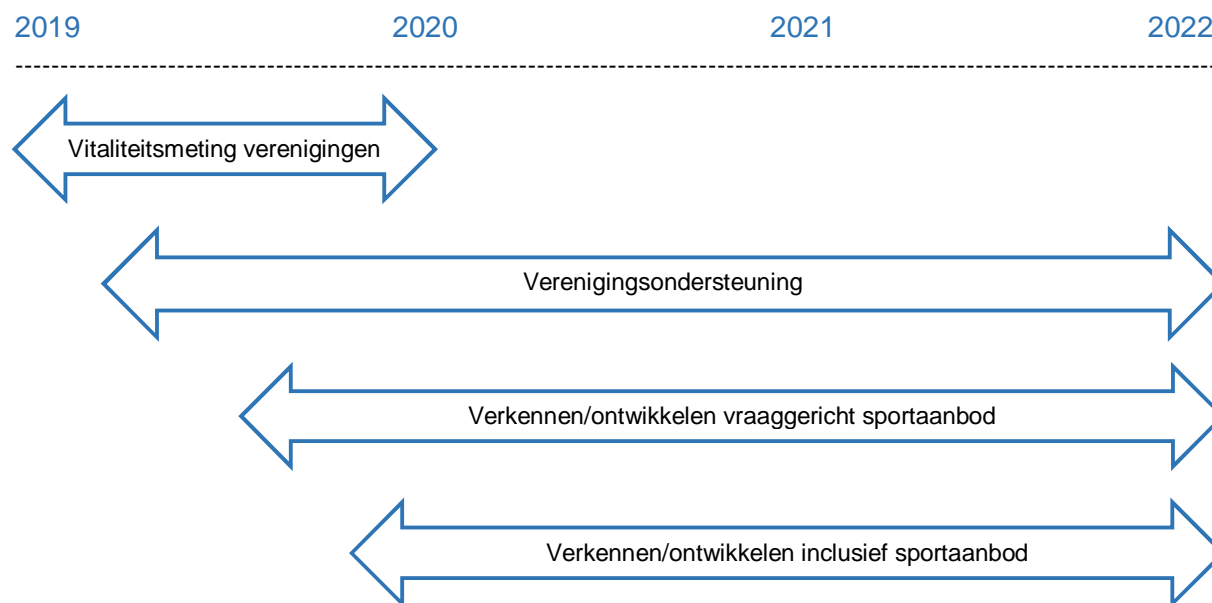 2019 2020 2021 2022
Vitaliteitsmeting verenigingen
Verenigingsondersteuning
Verkennen/ontwikkelen vraaggericht sportaanbod
Verkennen/ontwikkelen inclusief sportaanbod